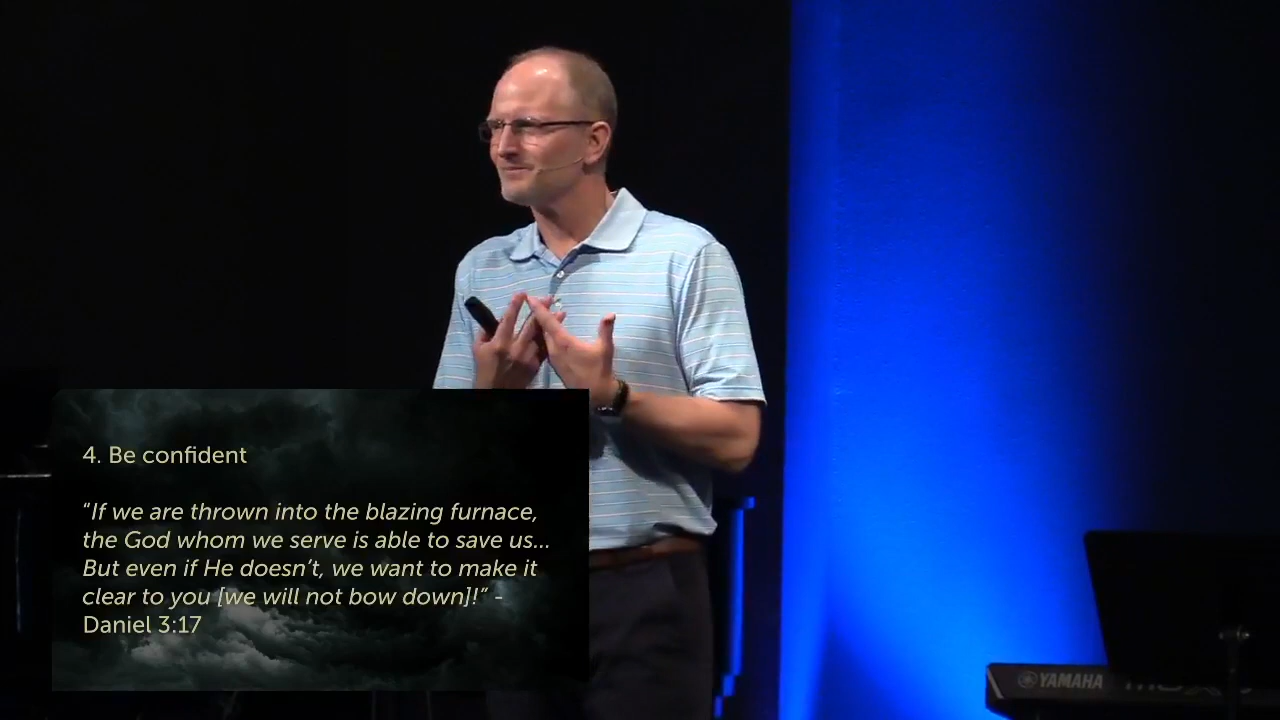 4. Be confident
"If we are thrown into the blazing furnace,
the God whom we serve is able to save us...
But even if He doesn't, we want to make it
clear to you [we will not bow down]!" -
Daniel 3:17
YAMAHA